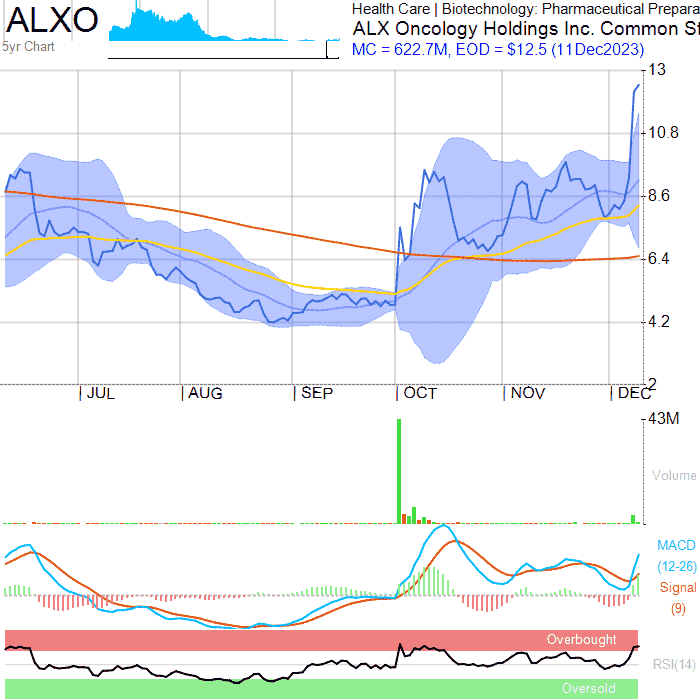 ALXO
5yr Chart
Health Care | Biotechnology: Pharmaceutical Prepara
ALX Oncology Holdings Inc. Common St
MC = 622.7M, EOD = $12.5 (11Dec2023)
13
10.8
8.6
6.4
4.2
2
JUL
AUG
SEP
OCT
NOV
DEC
43M
Volume
MACD
(12-26)
Signal
(9)
Overbought
RSI(14)
Oversold